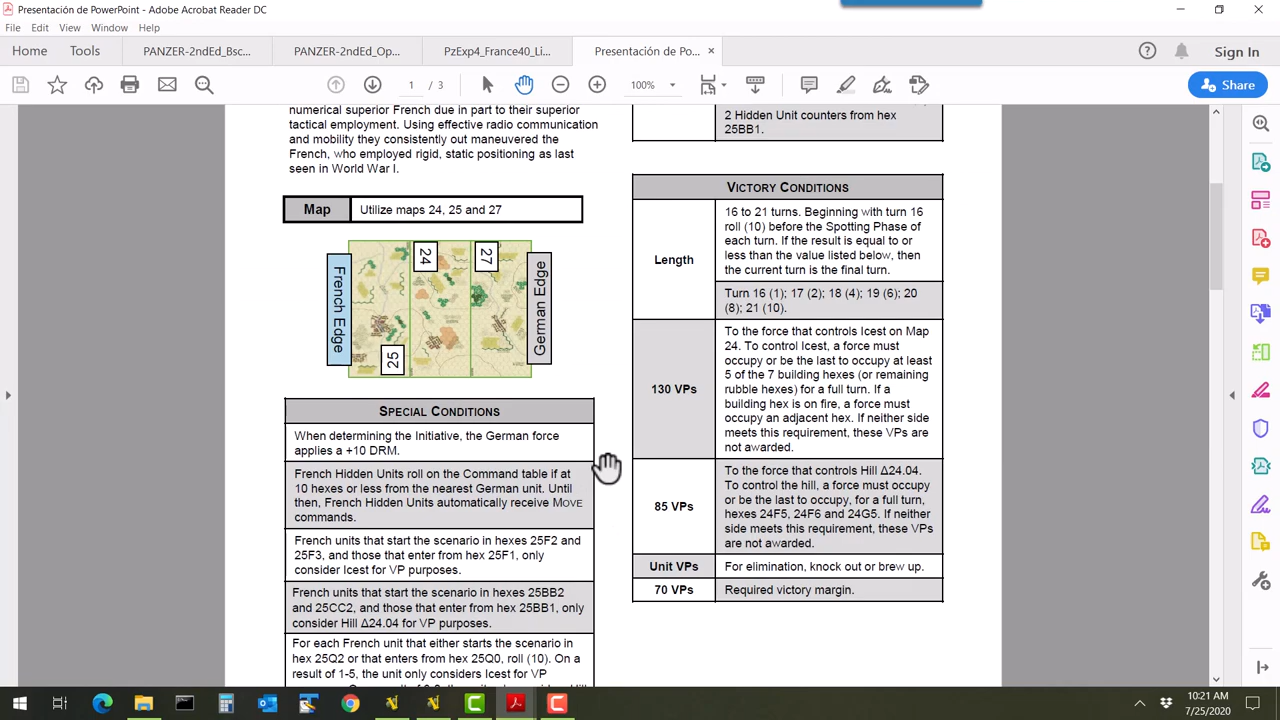 Presentación de PowerPoint - Adobe Acrobat Reader DC
File Edit View Window Help
Home Tools PANZER-2ndEd_Bsc... PANZER-2ndEd_Op... PzExp4_France40_Li... Presentación de Po... × Sign In
1 / 3 100% Share
numerical superior French due in part to their superior
tactical employment. Using effective radio communication
and mobility they consistently out maneuvered the
French, who employed rigid, static positioning as last
seen in World War I.
Map Utilize maps 24, 25 and 27
French Edge
24
27
25
German Edge
SPECIAL CONDITIONS
When determining the Initiative, the German force
applies a +10 DRM.
French Hidden Units roll on the Command table if at
10 hexes or less from the nearest German unit. Until
then, French Hidden Units automatically receive MOVE
commands.
French units that start the scenario in hexes 25F2 and
25F3, and those that enter from hex 25F1, only
consider Icest for VP purposes.
French units that start the scenario in hexes 25BB2
and 25CC2, and those that enter from hex 25BB1, only
consider Hill Δ24.04 for VP purposes.
For each French unit that either starts the scenario in
hex 25Q2 or that enters from hex 25Q0, roll (10). On a
result of 1-5, the unit only considers Icest for VP
2 Hidden Unit counters from hex
25BB1.
VICTORY CONDITIONS
Length
16 to 21 turns. Beginning with turn 16
roll (10) before the Spotting Phase of
each turn. If the result is equal to or
less than the value listed below, then
the current turn is the final turn.
Turn 16 (1); 17 (2); 18 (4); 19 (6); 20
(8); 21 (10).
130 VPs
To the force that controls Icest on Map
24. To control Icest, a force must
occupy or be the last to occupy at least
5 of the 7 building hexes (or remaining
rubble hexes) for a full turn. If a
building hex is on fire, a force must
occupy an adjacent hex. If neither side
meets this requirement, these VPs are
not awarded.
85 VPs
To the force that controls Hill Δ24.04.
To control the hill, a force must occupy
or be the last to occupy, for a full turn,
hexes 24F5, 24F6 and 24G5. If neither
side meets this requirement, these VPs
are not awarded.
Unit VPs For elimination, knock out or brew up.
70 VPs Required victory margin.
10:21 AM
7/25/2020